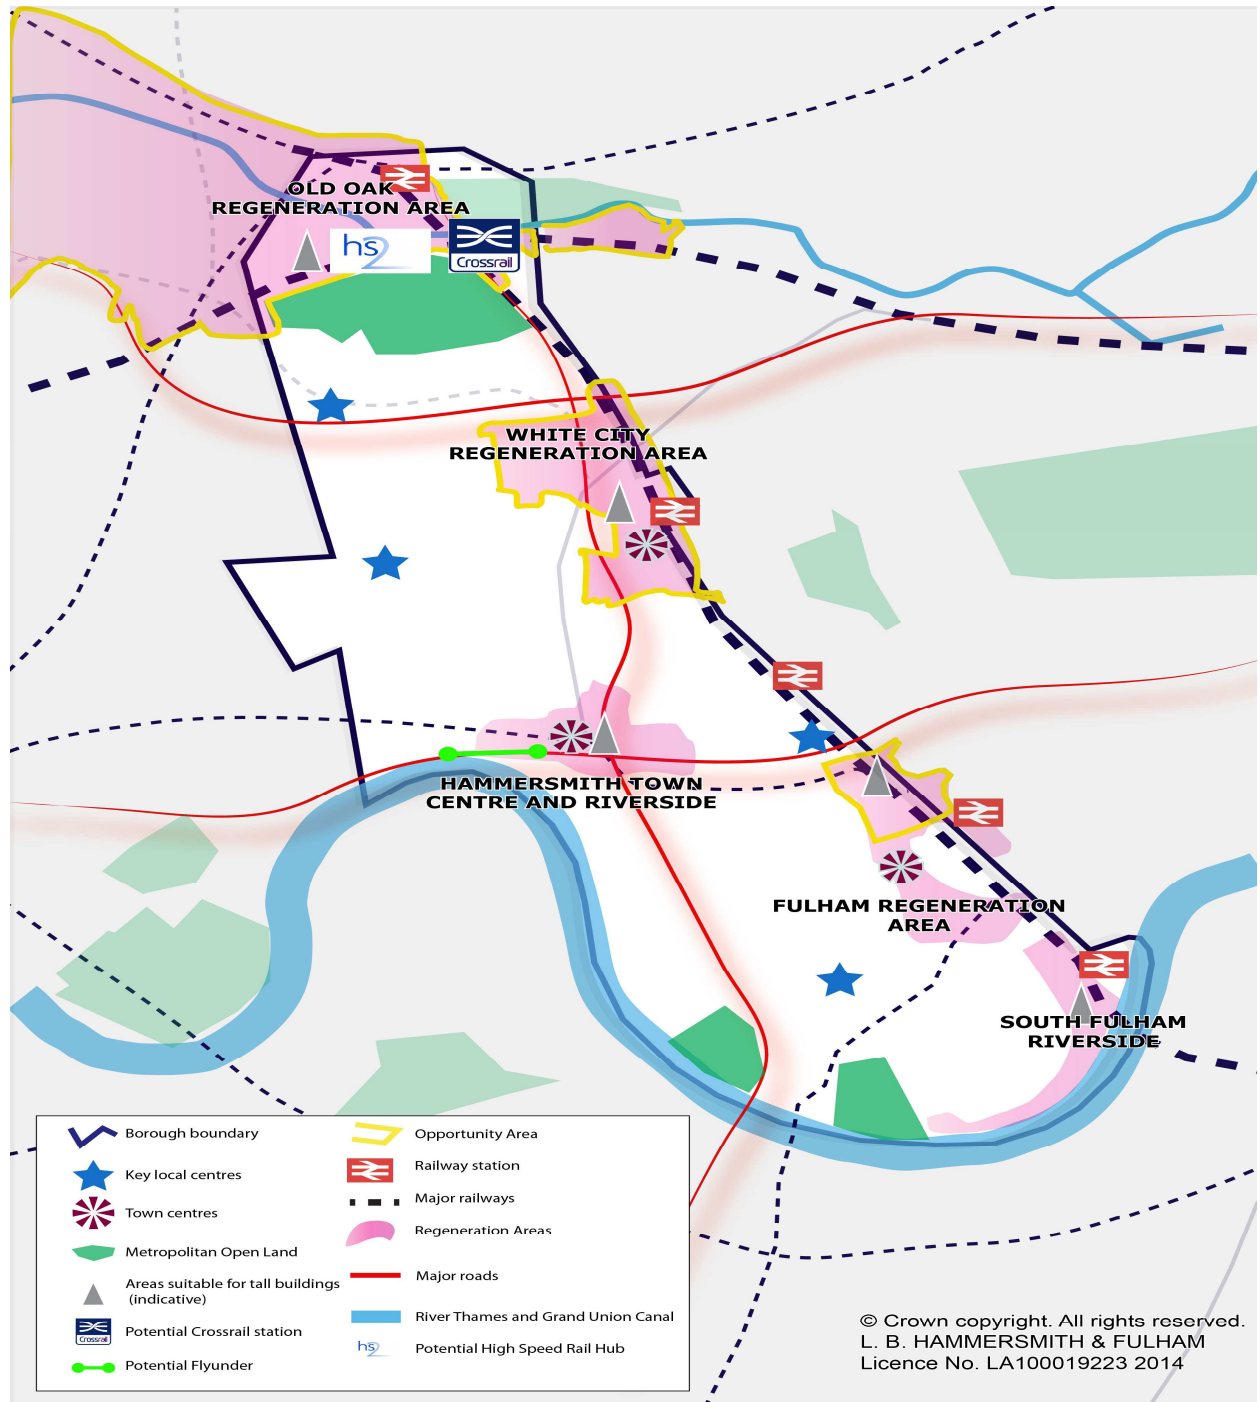 OLD OAK
REGENERATION AREA
hs2
Crossrail
WHITE CITY
REGENERATION AREA
HAMMERSMITH TOWN
CENTRE AND RIVERSIDE
FULHAM REGENERATION
AREA
SOUTH FULHAM
RIVERSIDE
Borough boundary
Key local centres
Town centres
Metropolitan Open Land
Areas suitable for tall buildings
(indicative)
Crossrail
Potential Crossrail station
Potential Flyunder
Opportunity Area
Railway station
Major railways
Regeneration Areas
Major roads
River Thames and Grand Union Canal
hs2
Potential High Speed Rail Hub
© Crown copyright. All rights reserved.
L. B. HAMMERSMITH & FULHAM
Licence No. LA100019223 2014